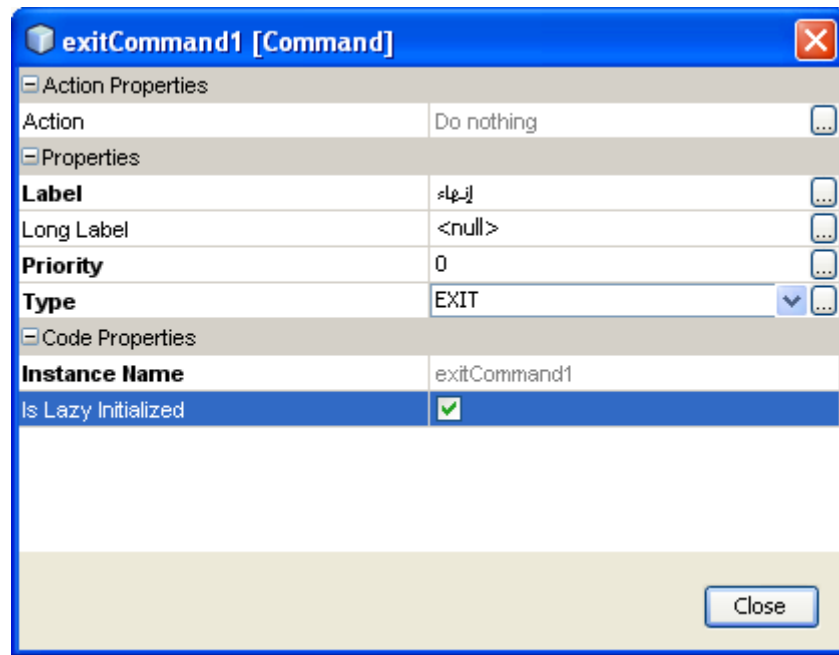 exitCommand1 [Command]
Action Properties
Action Do nothing ...
Properties
Label إنهاء ...
Long Label <null> ...
Priority 0 ...
Type EXIT ...
Code Properties
Instance Name exitCommand1
Is Lazy Initialized
Close